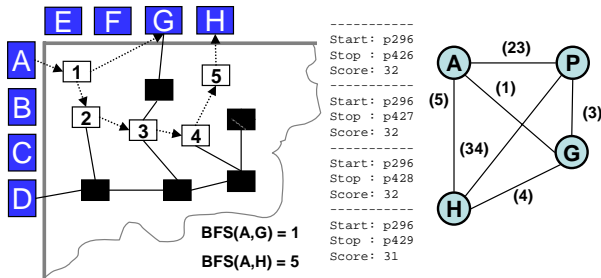 E F G H
A
B
C
D
1
2
3
4
5
BFS(A,G) = 1
BFS(A,H) = 5
------------
Start: p296
Stop : p426
Score: 32
------------
Start: p296
Stop : p427
Score: 32
------------
Start: p296
Stop : p428
Score: 32
------------
Start: p296
Stop : p429
Score: 31
A
(23)
P
(5)
(1)
(3)
(34)
G
H
(4)